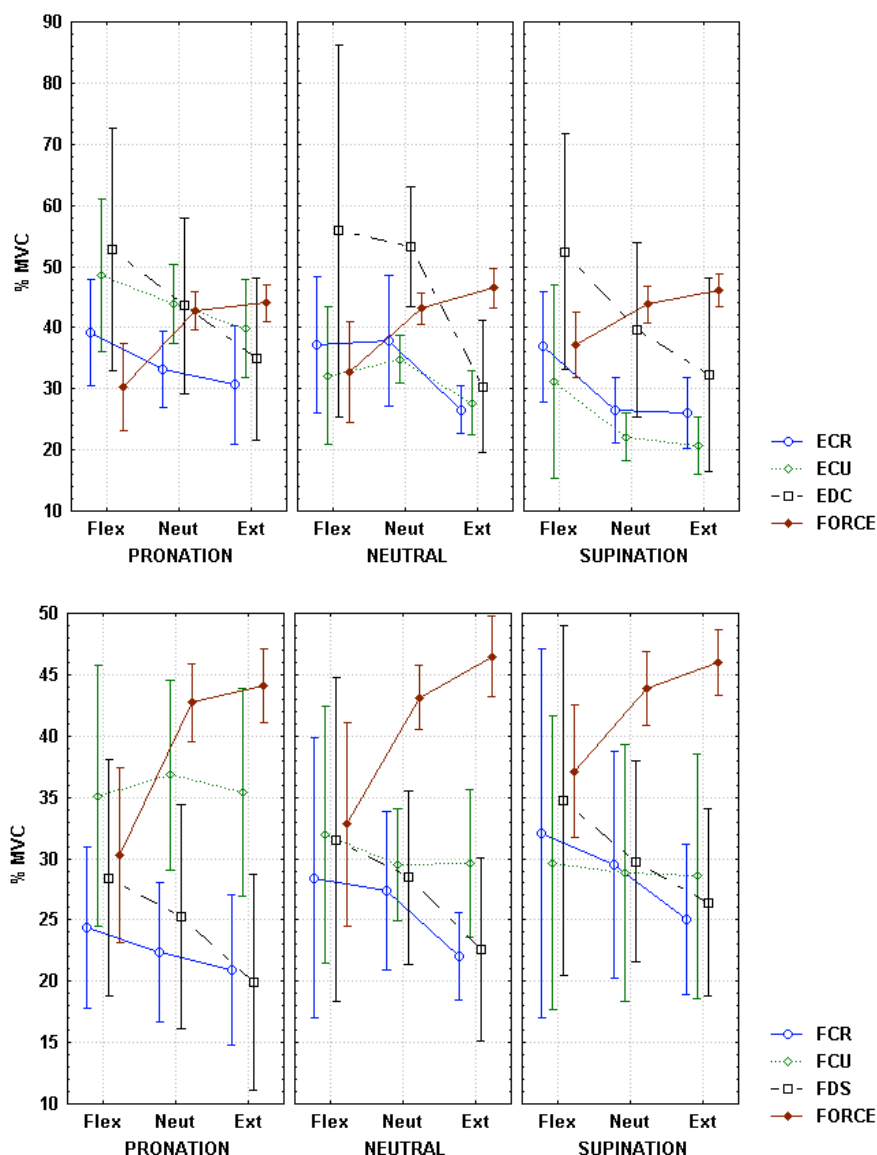 90
80
70
60
50
40
30
20
10
% MVC
Flex Neut Ext
PRONATION
Flex Neut Ext
NEUTRAL
Flex Neut Ext
SUPINATION
ECR
ECU
EDC
FORCE
50
45
40
35
30
25
20
15
10
% MVC
Flex Neut Ext
PRONATION
Flex Neut Ext
NEUTRAL
Flex Neut Ext
SUPINATION
FCR
FCU
FDS
FORCE